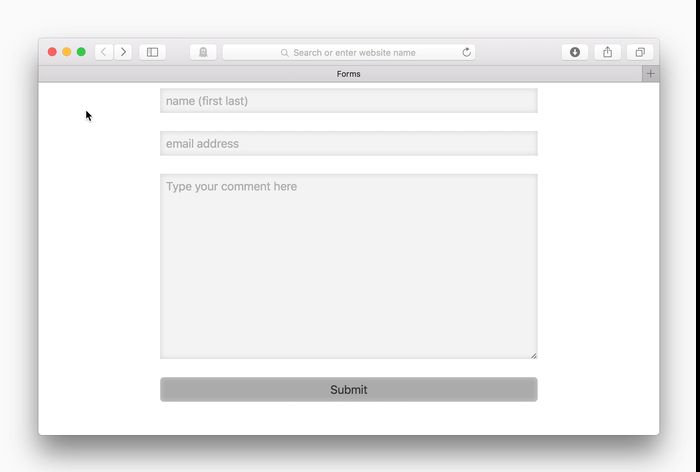 Search or enter website name
Forms
name (first last)
email address
Type your comment here
Submit